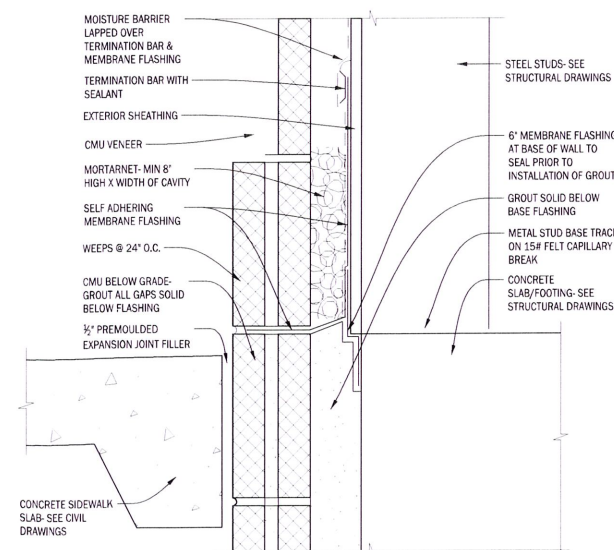 MOISTURE BARRIER
LAPPED OVER
TERMINATION BAR &
MEMBRANE FLASHING
TERMINATION BAR WITH
SEALANT
EXTERIOR SHEATHING
CMU VENEER
MORTARNET- MIN 8"
HIGH X WIDTH OF CAVITY
SELF ADHERING
MEMBRANE FLASHING
WEEPS @ 24" O.C.
CMU BELOW GRADE-
GROUT ALL GAPS SOLID
BELOW FLASHING
½" PREMOULDED
EXPANSION JOINT FILLER
CONCRETE SIDEWALK
SLAB- SEE CIVIL
DRAWINGS
STEEL STUDS- SEE
STRUCTURAL DRAWINGS
6" MEMBRANE FLASHING
AT BASE OF WALL TO
SEAL PRIOR TO
INSTALLATION OF GROUT
GROUT SOLID BELOW
BASE FLASHING
METAL STUD BASE TRACK
ON 15# FELT CAPILLARY
BREAK
CONCRETE
SLAB/FOOTING- SEE
STRUCTURAL DRAWINGS